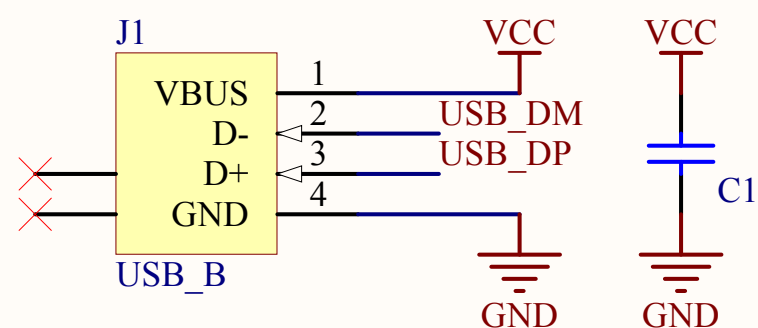 J1
VCC
VCC
VBUS
1
D-
2
USB_DM
D+
3
USB_DP
GND
4
C1
USB_B
GND
GND